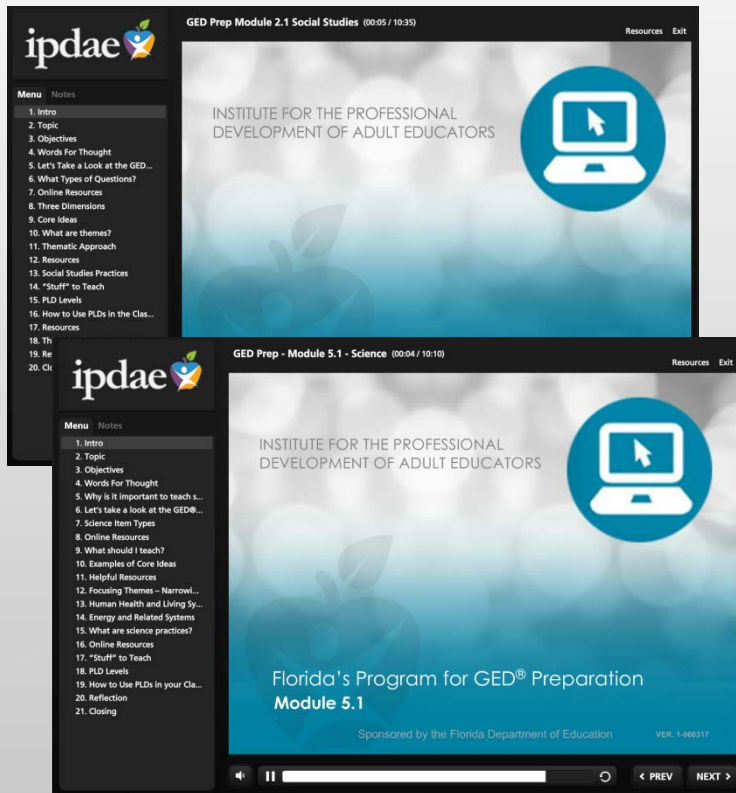 ipdae
GED Prep Module 2.1 Social Studies (00:05 / 10:35)
Resources Exit
Menu Notes
1. Intro
2. Topic
3. Objectives
4. Words For Thought
5. Let's Take a Look at the GED...
6. What Types of Questions?
7. Online Resources
8. Three Dimensions
9. Core Ideas
10. What are themes?
11. Thematic Approach
12. Resources
13. Social Studies Practices
14. "Stuff" to Teach
15. PLD Levels
16. How to Use PLDs in the Clas...
17. Resources
18. Th
19. Re
20. Clo
INSTITUTE FOR THE PROFESSIONAL
DEVELOPMENT OF ADULT EDUCATORS
ipdae
GED Prep - Module 5.1 - Science (00:04 / 10:10)
Resources Exit
Menu Notes
1. Intro
2. Topic
3. Objectives
4. Words For Thought
5. Why is it important to teach s...
6. Let's take a look at the GED®...
7. Science Item Types
8. Online Resources
9. What should I teach?
10. Examples of Core Ideas
11. Helpful Resources
12. Focusing Themes – Narrowi...
13. Human Health and Living Sy...
14. Energy and Related Systems
15. What are science practices?
16. Online Resources
17. "Stuff" to Teach
18. PLD Levels
19. How to Use PLDs in your Cla...
20. Reflection
21. Closing
INSTITUTE FOR THE PROFESSIONAL
DEVELOPMENT OF ADULT EDUCATORS
Florida's Program for GED® Preparation
Module 5.1
Sponsored by the Florida Department of Education
VER. 1-060317
< PREV NEXT >